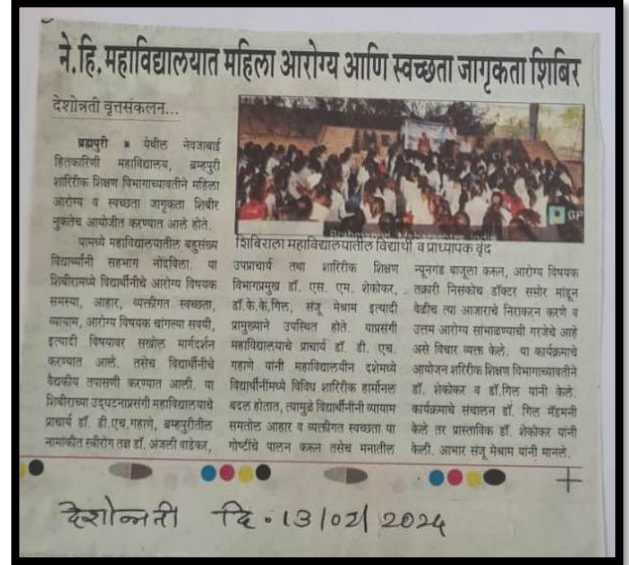 ने.हि. महाविद्यालयात महिला आरोग्य आणि स्वच्छता जागृकता शिबिर
देशोन्नती वृत्तसंकलन...
ब्रह्मपुरी ■ येथील नेवजाबाई
हितकारिणी महाविद्यालय, ब्रम्हपुरी
शारिरीक शिक्षण विभागाच्यावतीने महिला
आरोग्य व स्वच्छता जागृकता शिबीर
नुकतेच आयोजीत करण्यात आले होते.
यामध्ये महाविद्यालयातील बहुसंख्य
विद्यार्थ्यांनी सहभाग नोंदविला. या
शिबीरामध्ये विद्यार्थीनीचे आरोग्य विषयक
समस्या, आहार, व्यक्तीगत स्वच्छता,
व्यायाम, आरोग्य विषयक चांगल्या सवयी,
इत्यादी विषयावर सखोल मार्गदर्शन
करण्यात आले. तसेच विद्यार्थीनीचे
वैद्यकीय तपासणी करण्यात आली. या
शिबीराच्या उद्घटनाप्रसंगी महाविद्यालयाचे
प्राचार्य डॉ. डी.एच.गहाणे, ब्रम्हपुरीतील
नामांकीत स्त्रीरोग तज्ञ डॉ. अंजली वाडेकर,
शिबिराला महाविद्यालयातील विद्यार्थी व प्राध्यापक वृंद
उपप्राचार्य तथा शारिरीक शिक्षण
विभागप्रमुख डॉ. एस. एम. शेकोकर,
डॉ.के.के.गिल, संजू मेश्राम इत्यादी
प्रामुख्याने उपस्थित होते. याप्रसंगी
महाविद्यालयाचे प्राचार्य डॉ. डी. एच.
गहाणे यांनी महाविद्यालयीन दशेमध्ये
विद्यार्थीनींमध्ये विविध शारिरीक हार्मोनल
बदल होतात, त्यामुळे विद्यार्थीनींनी व्यायाम
समतोल आहार व व्यक्तीगत स्वच्छता या
गोष्टींचे पालन करून तसेच मनातील
न्यूनगंड बाजूला करून, आरोग्य विषयक
तक्रारी निसंकोच डॉक्टर समोर मांडून
वेळीच त्या आजाराचे निराकरन करणे व
उत्तम आरोग्य सांभाळण्याची गरजेचे आहे
असे विचार व्यक्त केले. या कार्यक्रमाचे
आयोजन शरिरीक शिक्षण विभागाच्यावतीने
डॉ. शेकोकर व डॉ.गिल यांनी केले.
कार्यक्रमाचे संचालन डॉ. गिल मॅडमनी
केले तर प्रास्ताविक डॉ. शेकोकर यांनी
केली. आभार संजू मेश्राम यांनी मानले.
देशोन्नती दि. 13/02/2024